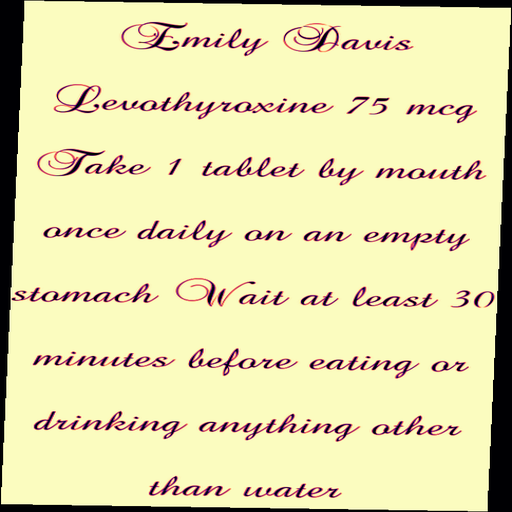 Emily Davis
Levothyroxine 75 mcg
Take 1 tablet by mouth
once daily on an empty
stomach Wait at least 30
minutes before eating or
drinking anything other
than water